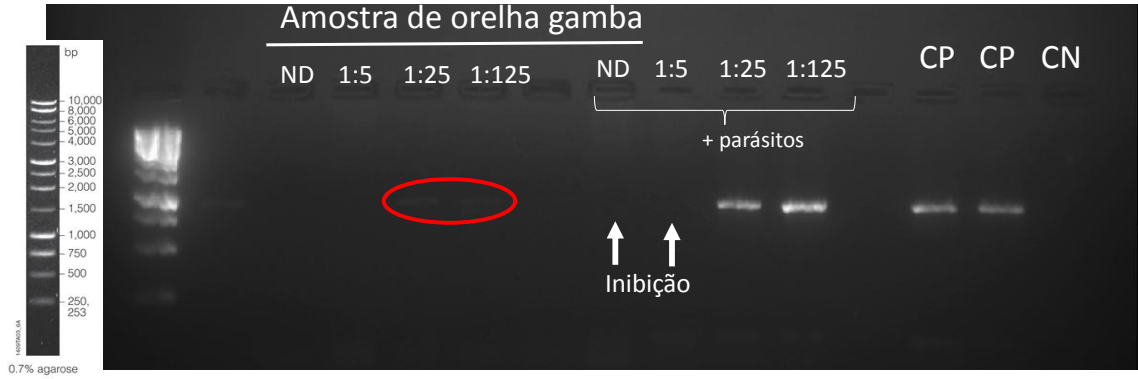 Amostra de orelha gamba
ND 1:5 1:25 1:125
ND 1:5 1:25 1:125
CP CP CN
+ parásitos
Inibição
bp
10,000
8,000
6,000
5,000
4,000
3,000
2,500
2,000
1,500
1,000
750
500
250,
253
1409TA03_6A
0.7% agarose